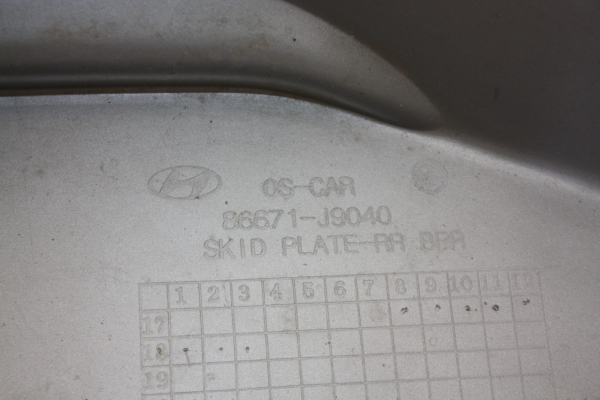 OS-CAR
86671-J9040
SKID PLATE-RR BPR
1 2 3 4 5 6 7 8 9 10 11 12
17
18
19